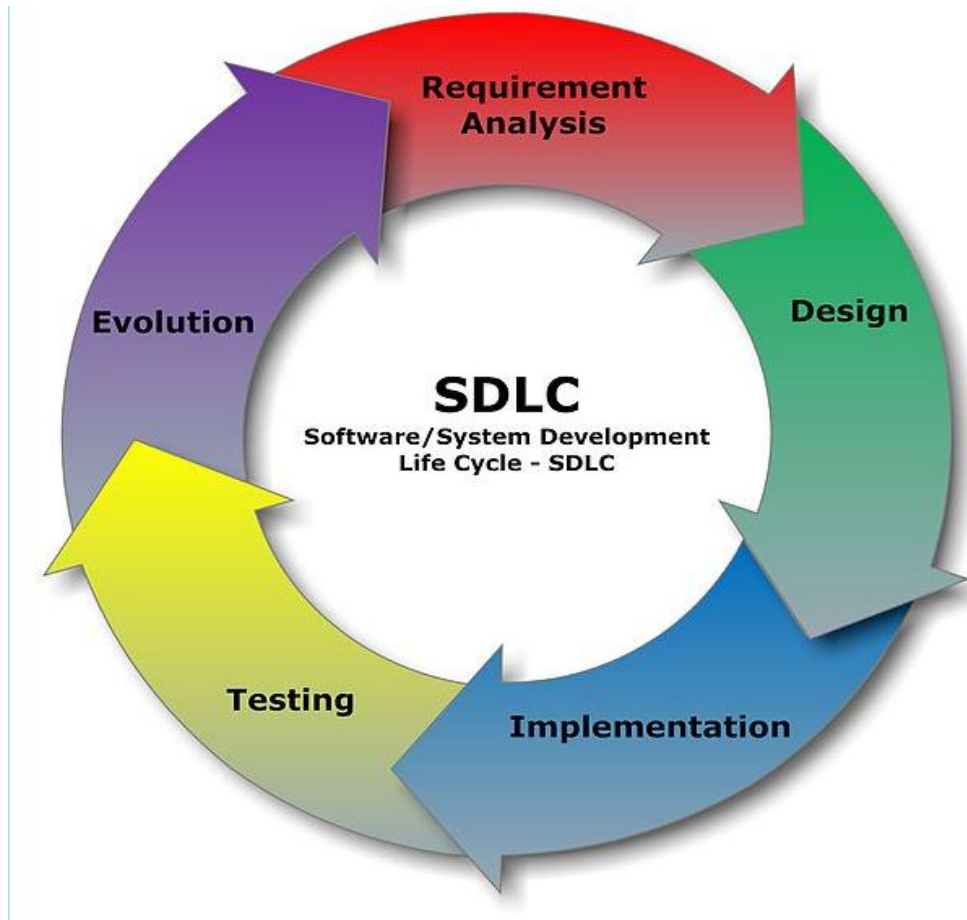 Requirement
Analysis
Design
Evolution
SDLC
Software/System Development
Life Cycle - SDLC
Testing
Implementation